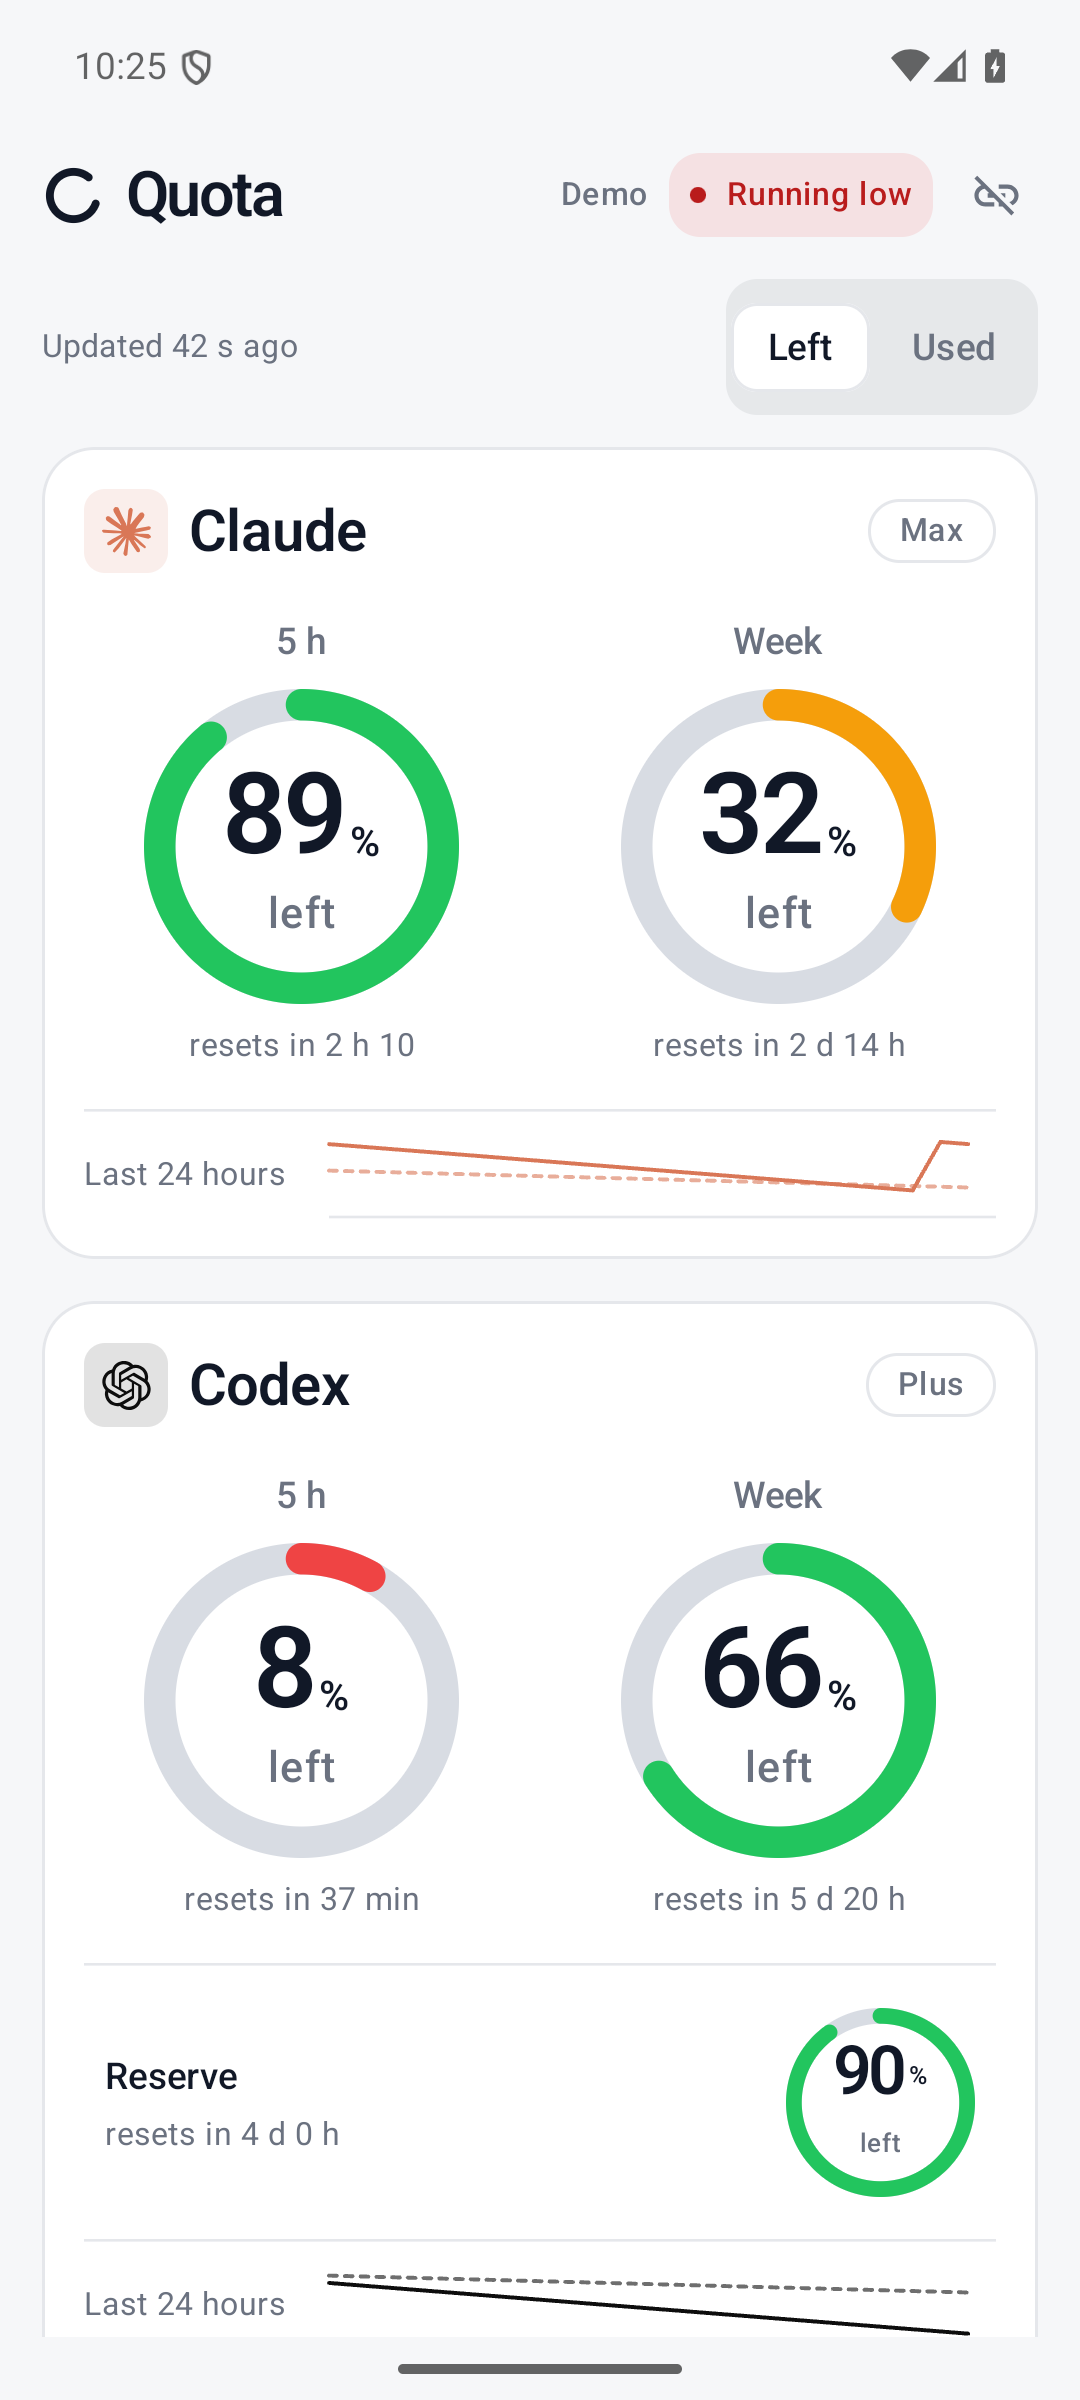 10:25
Quota
Demo
Running low
Updated 42 s ago
Left
Used
Claude
Max
5 h
Week
89%
left
32%
left
resets in 2 h 10
resets in 2 d 14 h
Last 24 hours
Codex
Plus
5 h
Week
8%
left
66%
left
resets in 37 min
resets in 5 d 20 h
Reserve
resets in 4 d 0 h
90%
left
Last 24 hours